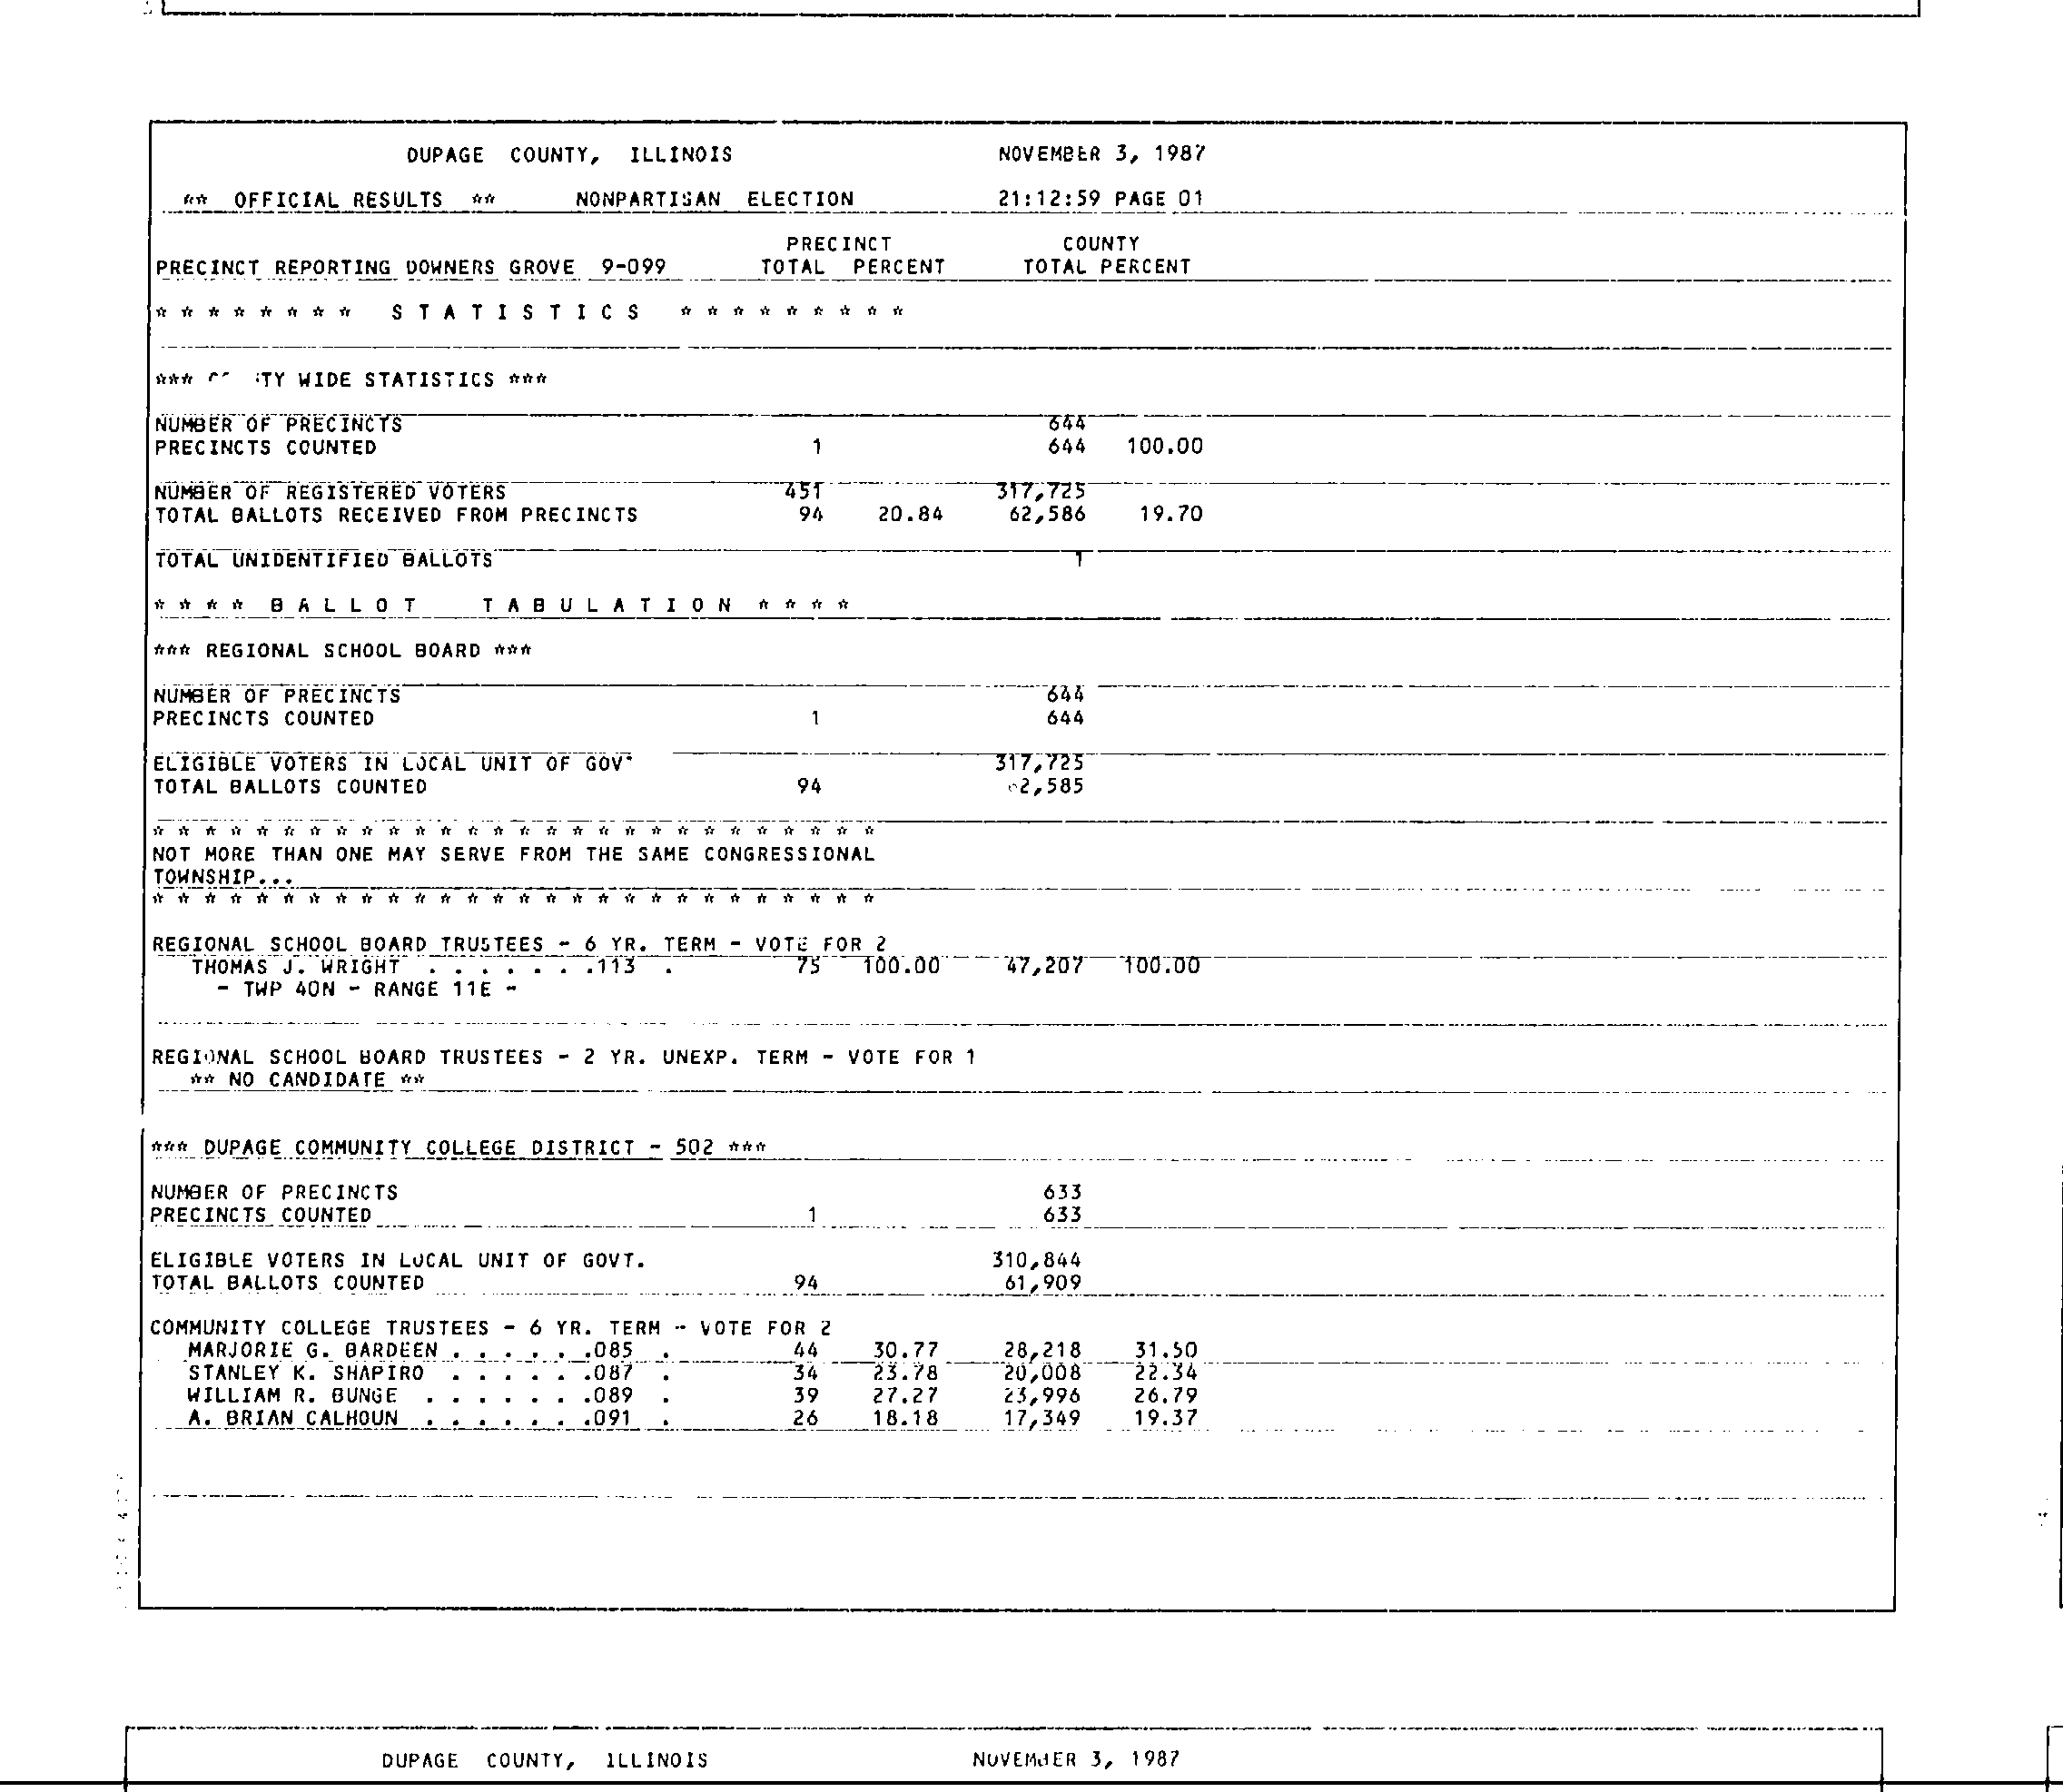 DUPAGE COUNTY, ILLINOIS NOVEMBER 3, 1987
** OFFICIAL RESULTS ** NONPARTISAN ELECTION 21:12:59 PAGE 01
PRECINCT COUNTY
PRECINCT REPORTING DOWNERS GROVE 9-099 TOTAL PERCENT TOTAL PERCENT
* * * * * * * * S T A T I S T I C S * * * * * * * * *
*** TY WIDE STATISTICS ***
NUMBER OF PRECINCTS 644
PRECINCTS COUNTED 1 644 100.00
NUMBER OF REGISTERED VOTERS 451 317,725
TOTAL BALLOTS RECEIVED FROM PRECINCTS 94 20.84 62,586 19.70
TOTAL UNIDENTIFIED BALLOTS 1
* * * * B A L L O T T A B U L A T I O N * * * *
*** REGIONAL SCHOOL BOARD ***
NUMBER OF PRECINCTS 644
PRECINCTS COUNTED 1 644
ELIGIBLE VOTERS IN LOCAL UNIT OF GOV 317,725
TOTAL BALLOTS COUNTED 94 2,585
* * * * * * * * * * * * * * * * * * * * * * * * * * * *
NOT MORE THAN ONE MAY SERVE FROM THE SAME CONGRESSIONAL
TOWNSHIP...
* * * * * * * * * * * * * * * * * * * * * * * * * * * *
REGIONAL SCHOOL BOARD TRUSTEES - 6 YR. TERM - VOTE FOR 2
THOMAS J. WRIGHT . . . . . . .113 . 75 100.00 47,207 100.00
- TWP 40N - RANGE 11E -
REGIONAL SCHOOL BOARD TRUSTEES - 2 YR. UNEXP. TERM - VOTE FOR 1
** NO CANDIDATE **
*** DUPAGE COMMUNITY COLLEGE DISTRICT - 502 ***
NUMBER OF PRECINCTS 633
PRECINCTS COUNTED 1 633
ELIGIBLE VOTERS IN LOCAL UNIT OF GOVT. 310,844
TOTAL BALLOTS COUNTED 94 61,909
COMMUNITY COLLEGE TRUSTEES - 6 YR. TERM - VOTE FOR 2
MARJORIE G. BARDEEN . . . . . .085 . 44 30.77 28,218 31.50
STANLEY K. SHAPIRO . . . . . .087 . 34 23.78 20,008 22.34
WILLIAM R. BUNGE . . . . . . .089 . 39 27.27 23,996 26.79
A. BRIAN CALHOUN . . . . . . .091 . 26 18.18 17,349 19.37
DUPAGE COUNTY, ILLINOIS NOVEMBER 3, 1987